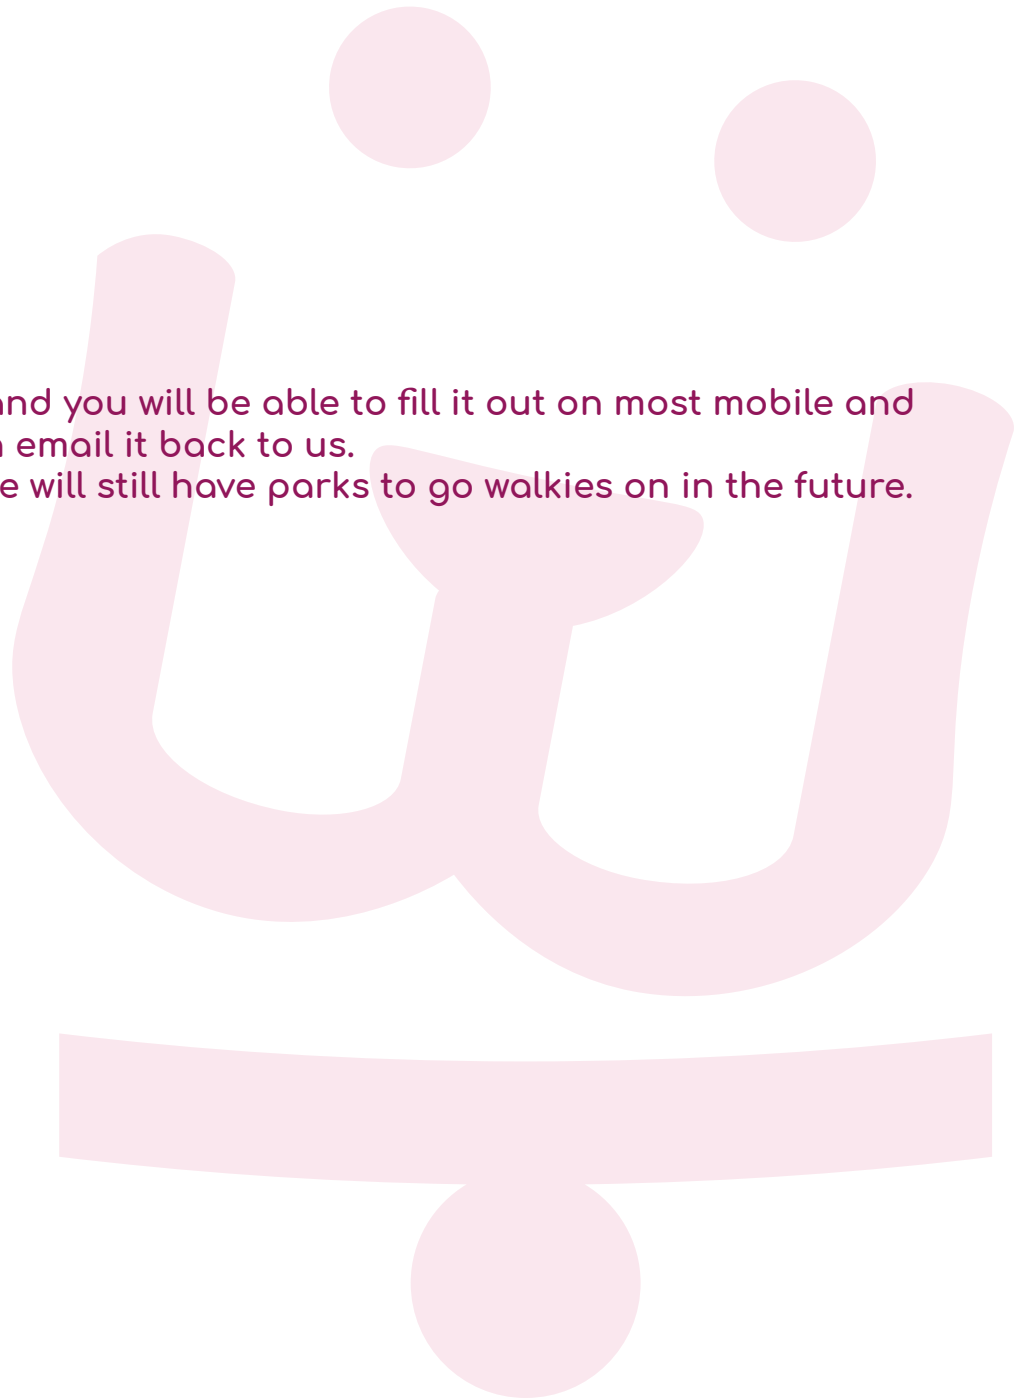 and you will be able to fill it out on most mobile and
email it back to us.
will still have parks to go walkies on in the future.